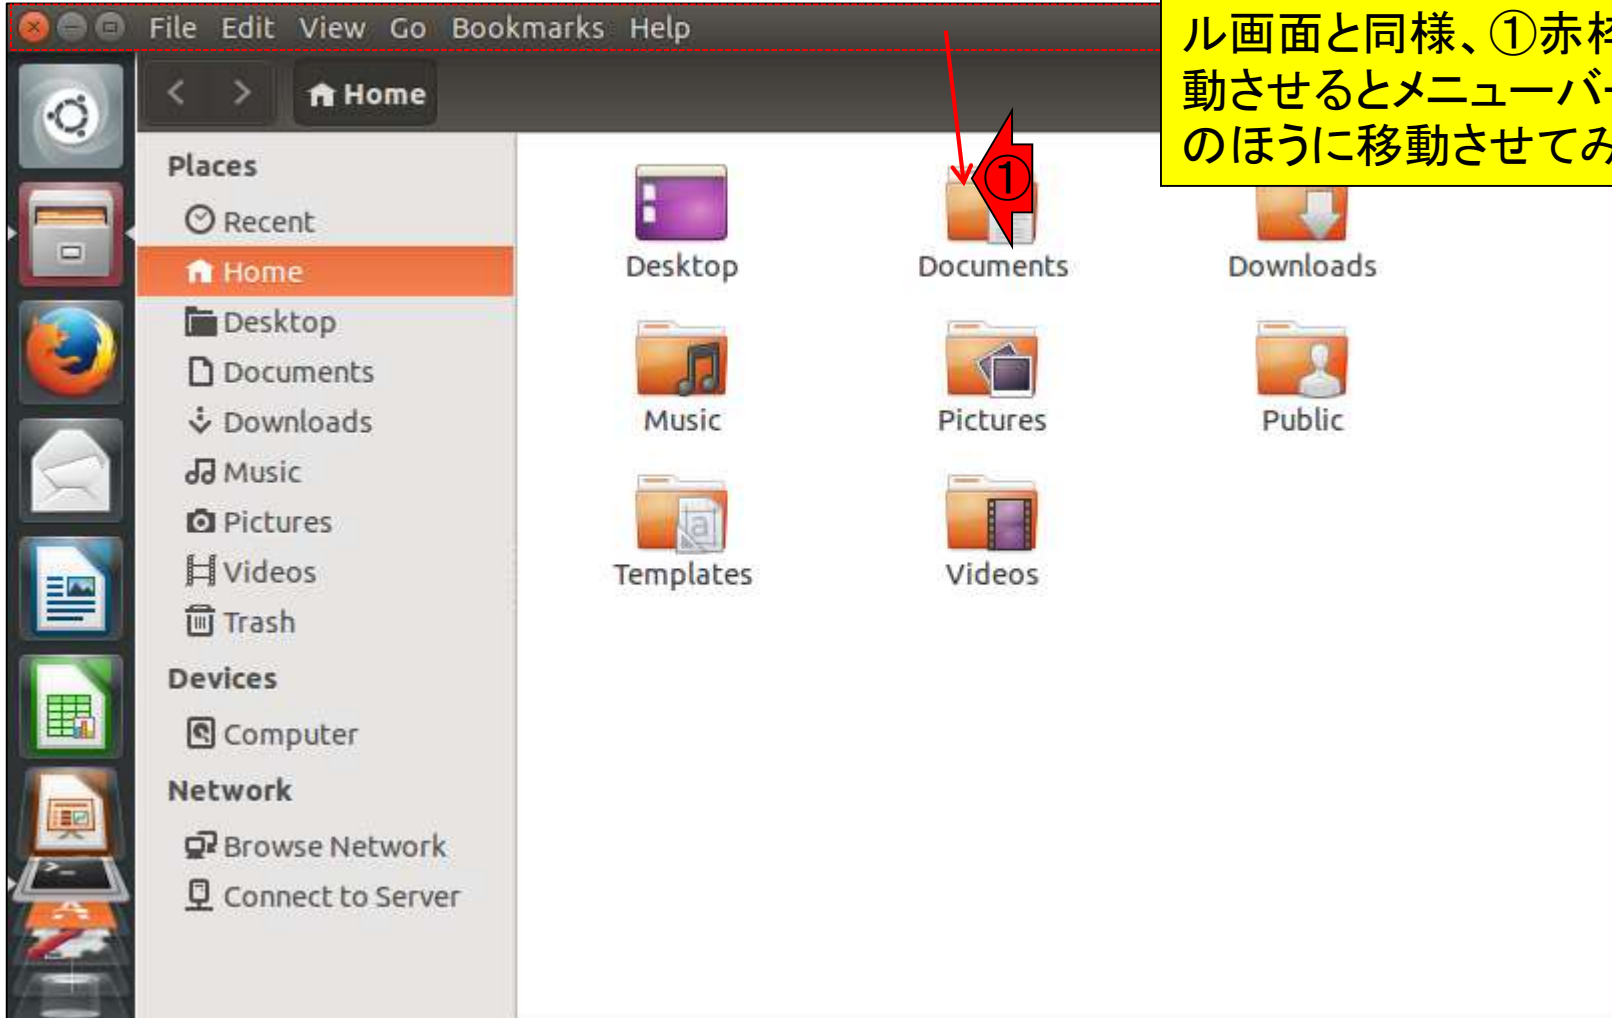 File Edit View Go Bookmarks Help
ル画面と同様、①赤枠
動させるとメニューバー
のほうに移動させてみ
Home
①
Places
Recent
Home
Desktop
Documents
Downloads
Music
Pictures
Videos
Trash
Devices
Computer
Network
Browse Network
Connect to Server
Desktop Documents Downloads
Music Pictures Public
Templates Videos